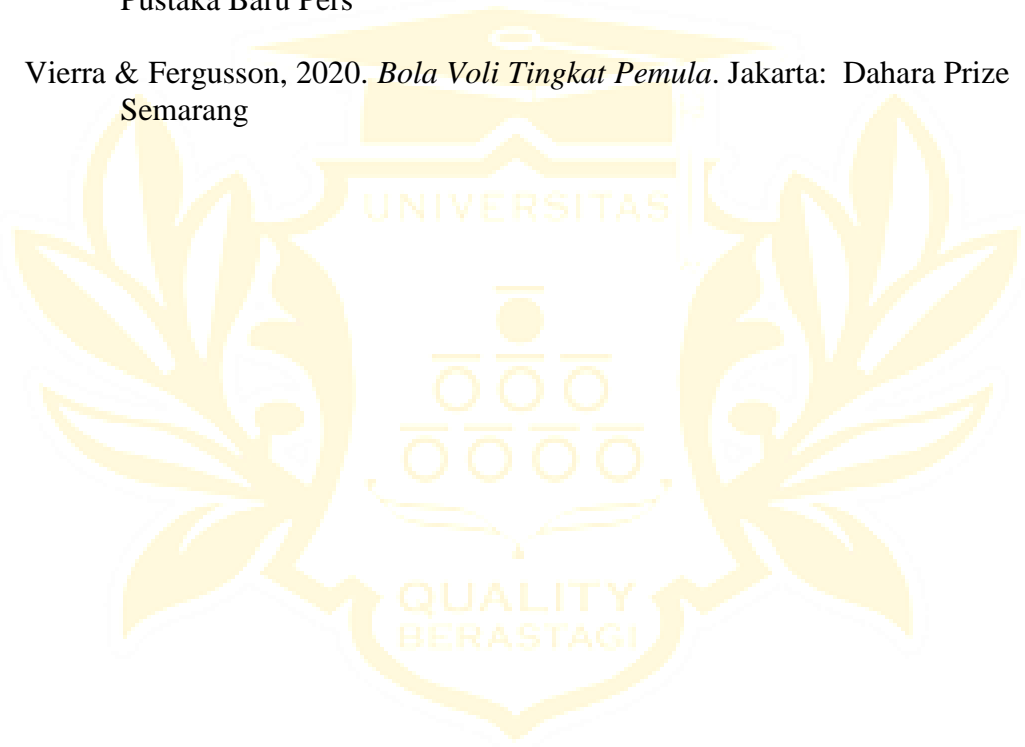 Pustaka Baru Pers
Vierra & Fergusson, 2020. Bola Voli Tingkat Pemula. Jakarta: Dahara Prize
Semarang
UNIVERSITAS
QUALITY
BERASTAGI